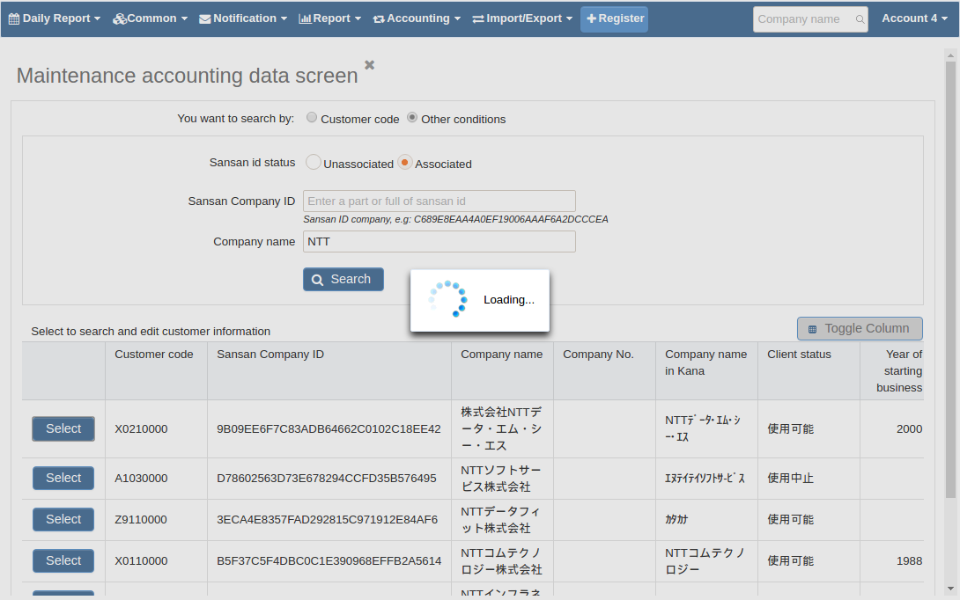 Daily Report Common Notification Report Accounting Import/Export Register Company name Account 4
Maintenance accounting data screen
You want to search by: Customer code Other conditions
Sansan id status Unassociated Associated
Sansan Company ID Enter a part or full of sansan id
Sansan ID company, e.g: C689E8EAA4A0EF19006AAAF6A2DCCCEA
Company name NTT
Search
Loading...
Select to search and edit customer information
Toggle Column
Customer code Sansan Company ID Company name Company No. Company name in Kana Client status Year of starting business
Select X0210000 9B09EE6F7C83ADB64662C0102C18EE42 株式会社NTTデータ・エム・シー・エス NTTﾃﾞｰﾀ･ｴﾑ･ｼｰ･ｴｽ 使用可能 2000
Select A1030000 D78602563D73E678294CCFD35B576495 NTTソフトサービス株式会社 ｴﾇﾃｲﾃｲｿﾌﾄｻｰﾋﾞｽ 使用中止
Select Z9110000 3ECA4E8357FAD292815C971912E84AF6 NTTデータフィット株式会社 ｶﾀｶﾅ 使用可能
Select X0110000 B5F37C5F4DBC0C1E390968EFFB2A5614 NTTコムテクノロジー株式会社 NTTコムテクノロジー 使用可能 1988
NTTインフラネ